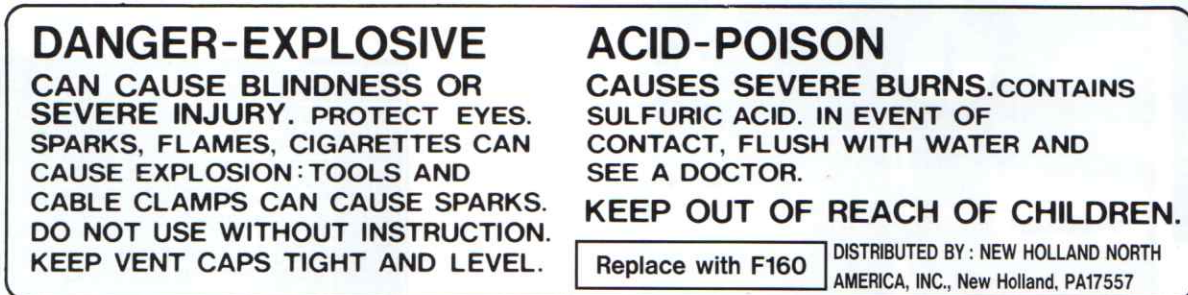 DANGER-EXPLOSIVE
CAN CAUSE BLINDNESS OR
SEVERE INJURY. PROTECT EYES.
SPARKS, FLAMES, CIGARETTES CAN
CAUSE EXPLOSION: TOOLS AND
CABLE CLAMPS CAN CAUSE SPARKS.
DO NOT USE WITHOUT INSTRUCTION.
KEEP VENT CAPS TIGHT AND LEVEL.
ACID-POISON
CAUSES SEVERE BURNS. CONTAINS
SULFURIC ACID. IN EVENT OF
CONTACT, FLUSH WITH WATER AND
SEE A DOCTOR.
KEEP OUT OF REACH OF CHILDREN.
Replace with F160
DISTRIBUTED BY : NEW HOLLAND NORTH
AMERICA, INC., New Holland, PA17557